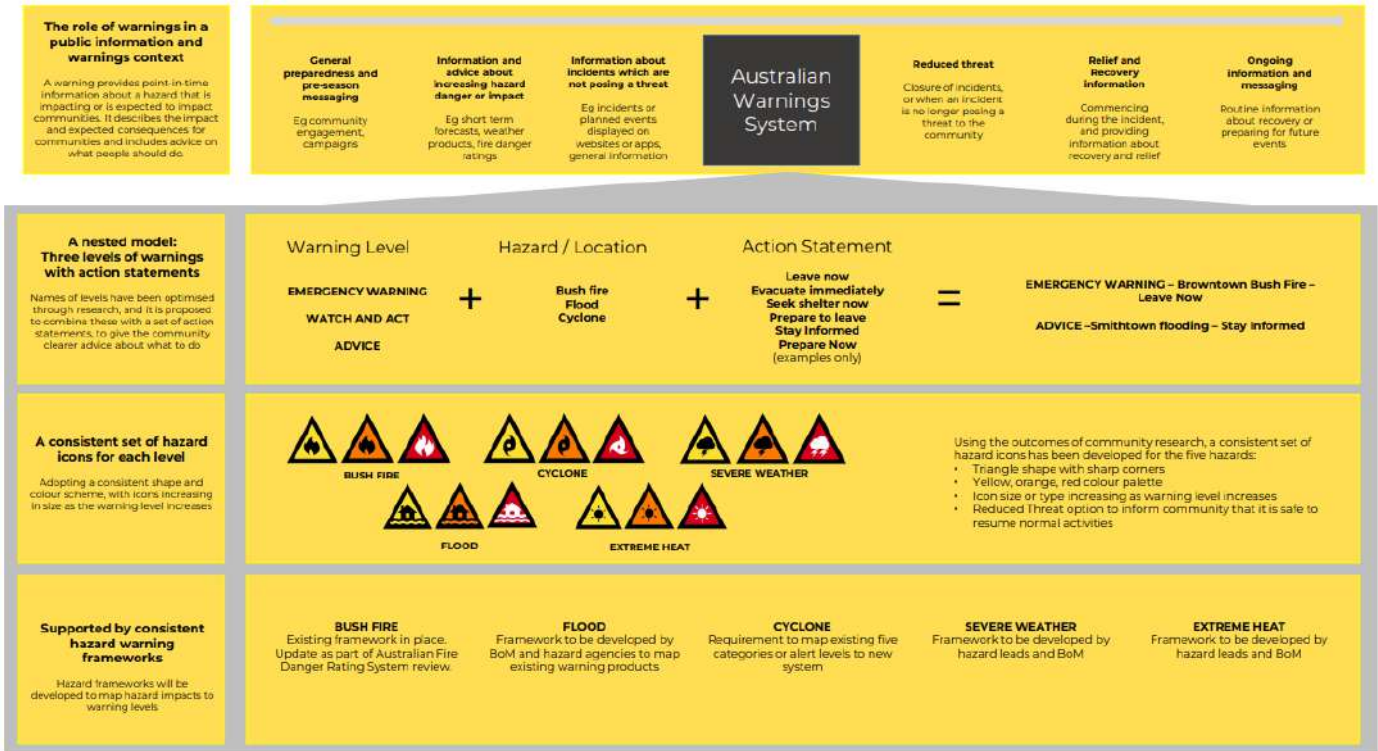 The role of warnings in a
public information and
warnings context
A warning provides point-in-time
information about a hazard that is
impacting or is expected to impact
communities. It describes the impact
and expected consequences for
communities and includes advice on
what people should do.
General
preparedness and
pre-season
messaging
Eg community
engagement,
campaigns
Information and
advice about
increasing hazard
danger or impact
Eg short term
forecasts, weather
products, fire danger
ratings
Information about
incidents which are
not posing a threat
Eg incidents or
planned events
displayed on
websites or apps,
general information
Australian
Warnings
System
Reduced threat
Closure of incidents,
or when an incident
is no longer posing a
threat to the
community
Relief and
Recovery
Information
Commencing
during the incident,
and providing
information about
recovery and relief
Ongoing
information and
messaging
Routine information
about recovery or
preparing for future
events
A nested model:
Three levels of warnings
with action statements
Names of levels have been optimised
through research, and it is proposed
to combine these with a set of action
statements, to give the community
clearer advice about what to do
Warning Level
EMERGENCY WARNING
WATCH AND ACT
ADVICE
+
Hazard / Location
Bush fire
Flood
Cyclone
+
Action Statement
Leave now
Evacuate immediately
Seek shelter now
Prepare to leave
Stay Informed
Prepare Now
(examples only)
=
EMERGENCY WARNING – Browntown Bush Fire –
Leave Now
ADVICE –Smithtown flooding – Stay Informed
A consistent set of hazard
icons for each level
Adopting a consistent shape and
colour scheme, with icons increasing
in size as the warning level increases
BUSH FIRE
CYCLONE
SEVERE WEATHER
FLOOD
EXTREME HEAT
Using the outcomes of community research, a consistent set of
hazard icons has been developed for the five hazards:
• Triangle shape with sharp corners
• Yellow, orange, red colour palette
• Icon size or type increasing as warning level increases
• Reduced Threat option to inform community that it is safe to
resume normal activities
Supported by consistent
hazard warning
frameworks
Hazard frameworks will be
developed to map hazard impacts to
warning levels
BUSH FIRE
Existing framework in place.
Update as part of Australian Fire
Danger Rating System review.
FLOOD
Framework to be developed by
BoM and hazard agencies to map
existing warning products
CYCLONE
Requirement to map existing five
categories or alert levels to new
system
SEVERE WEATHER
Framework to be developed by
hazard leads and BoM
EXTREME HEAT
Framework to be developed by
hazard leads and BoM